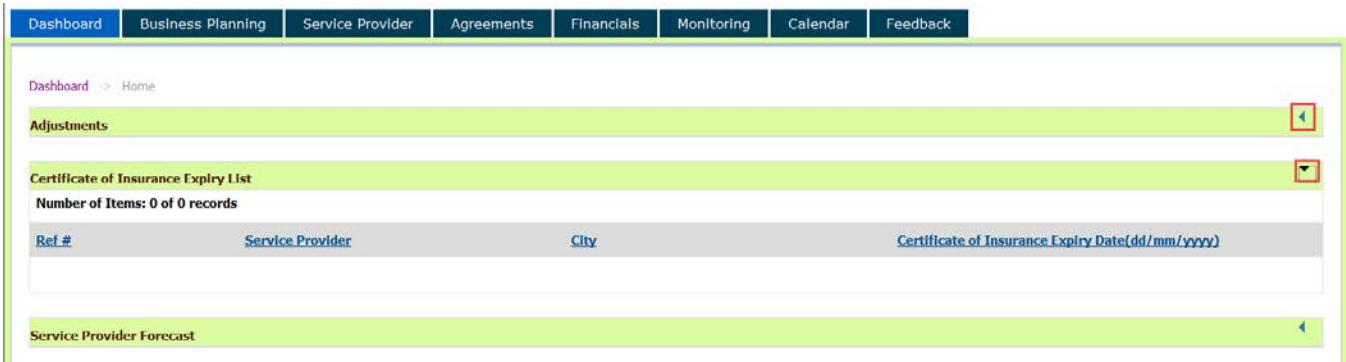 Dashboard Business Planning Service Provider Agreements Financials Monitoring Calendar Feedback
Dashboard -> Home
Adjustments
Certificate of Insurance Expiry List
Number of Items: 0 of 0 records
Ref # Service Provider City Certificate of Insurance Expiry Date(dd/mm/yyyy)
Service Provider Forecast